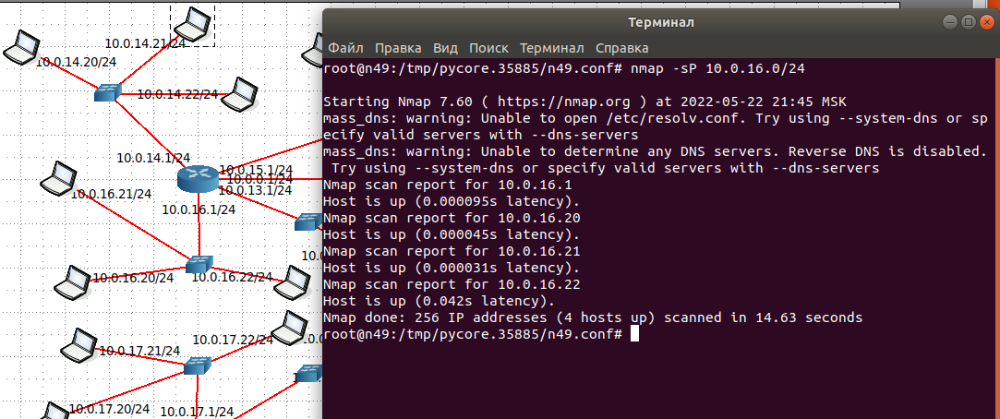 10.0.14.21/24
10.0.14.20/24
10.0.14.22/24
10.0.14.1/24
10.0.15.1/24
10.0.0.1/24
10.0.13.1/24
10.0.16.21/24
10.0.16.1/24
10.0.16.20/24
10.0.16.22/24
10.0.17.22/24
10.0.17.21/24
10.0.17.20/24
10.0.17.1/24
Терминал
Файл Правка Вид Поиск Терминал Справка
root@n49:/tmp/pycore.35885/n49.conf# nmap -sP 10.0.16.0/24
Starting Nmap 7.60 ( https://nmap.org ) at 2022-05-22 21:45 MSK
mass_dns: warning: Unable to open /etc/resolv.conf. Try using --system-dns or sp
ecify valid servers with --dns-servers
mass_dns: warning: Unable to determine any DNS servers. Reverse DNS is disabled.
Try using --system-dns or specify valid servers with --dns-servers
Nmap scan report for 10.0.16.1
Host is up (0.000095s latency).
Nmap scan report for 10.0.16.20
Host is up (0.000045s latency).
Nmap scan report for 10.0.16.21
Host is up (0.000031s latency).
Nmap scan report for 10.0.16.22
Host is up (0.042s latency).
Nmap done: 256 IP addresses (4 hosts up) scanned in 14.63 seconds
root@n49:/tmp/pycore.35885/n49.conf#